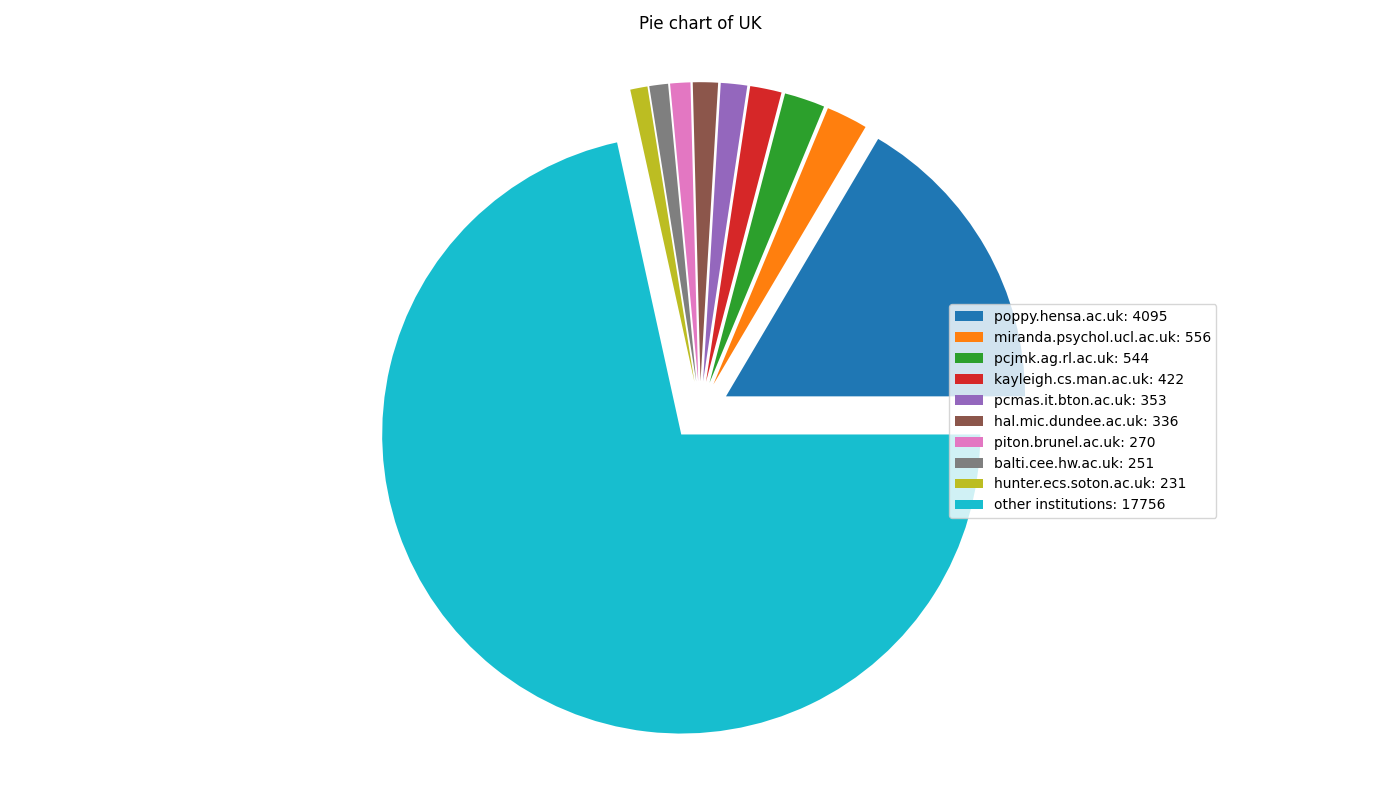 Pie chart of UK
poppy.hensa.ac.uk: 4095
miranda.psychol.ucl.ac.uk: 556
pcjmk.ag.rl.ac.uk: 544
kayleigh.cs.man.ac.uk: 422
pcmas.it.bton.ac.uk: 353
hal.mic.dundee.ac.uk: 336
piton.brunel.ac.uk: 270
balti.cee.hw.ac.uk: 251
hunter.ecs.soton.ac.uk: 231
other institutions: 17756